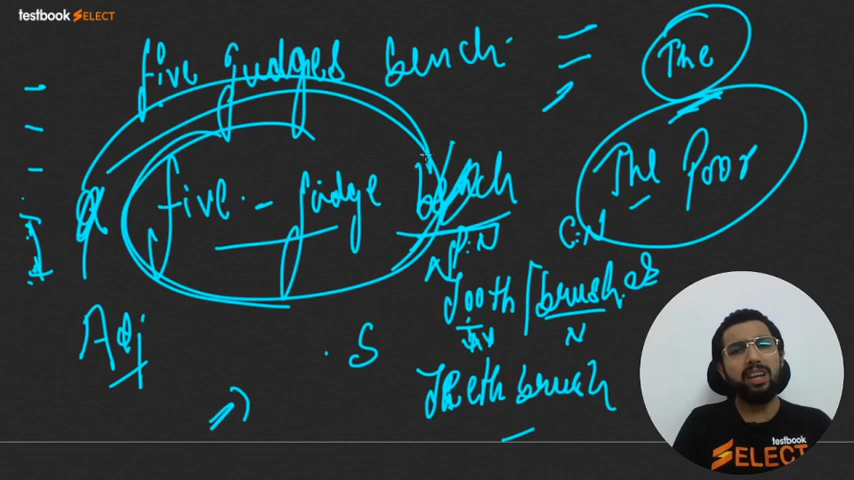 testbook SELECT
five judges bench
The
a five-judge bench
The Poor
N P:N
C:N
Tooth brushes
N
Adj
S
Teeth brush
testbook
SELECT